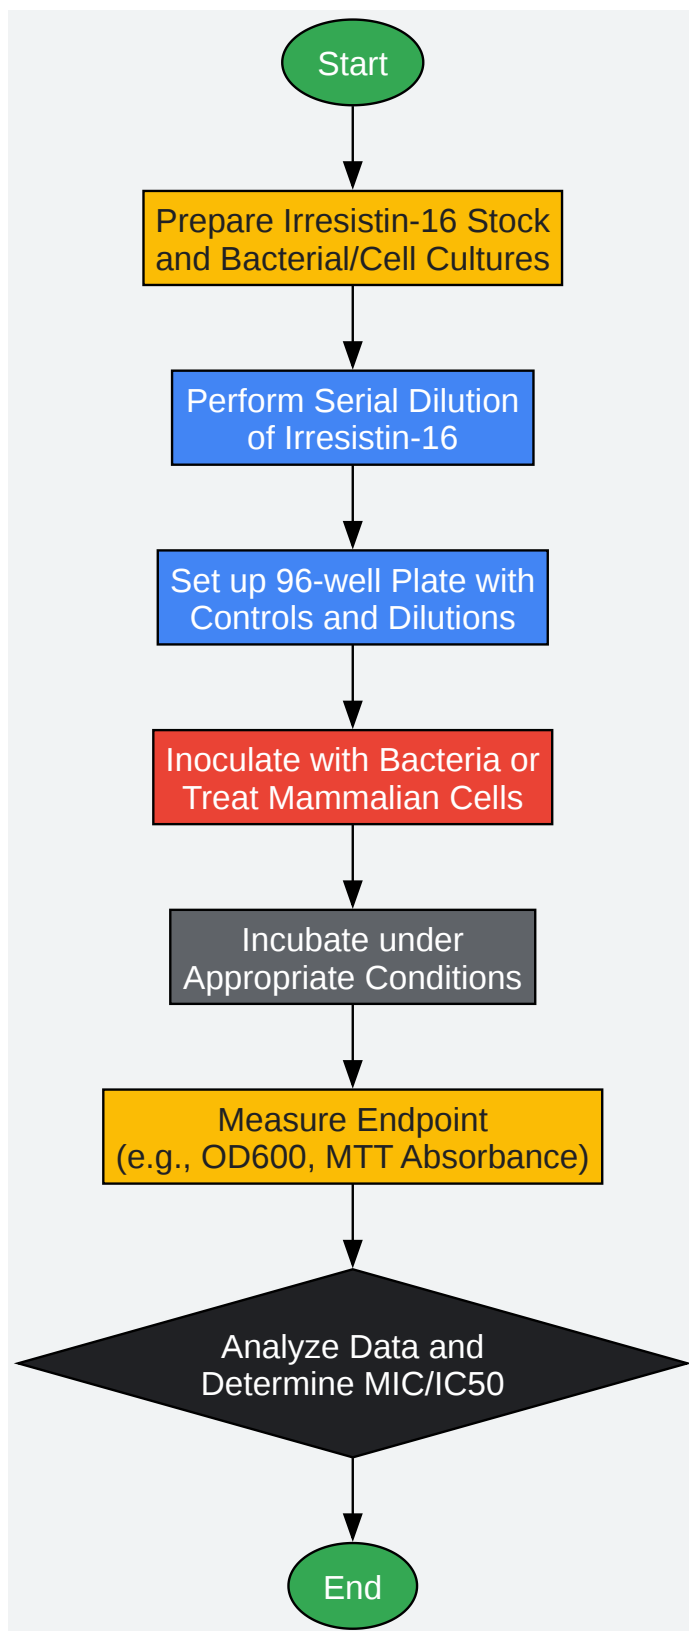 Start
Prepare Irresistin-16 Stock
and Bacterial/Cell Cultures
Perform Serial Dilution
of Irresistin-16
Set up 96-well Plate with
Controls and Dilutions
Inoculate with Bacteria or
Treat Mammalian Cells
Incubate under
Appropriate Conditions
Measure Endpoint
(e.g., OD600, MTT Absorbance)
Analyze Data and
Determine MIC/IC50
End